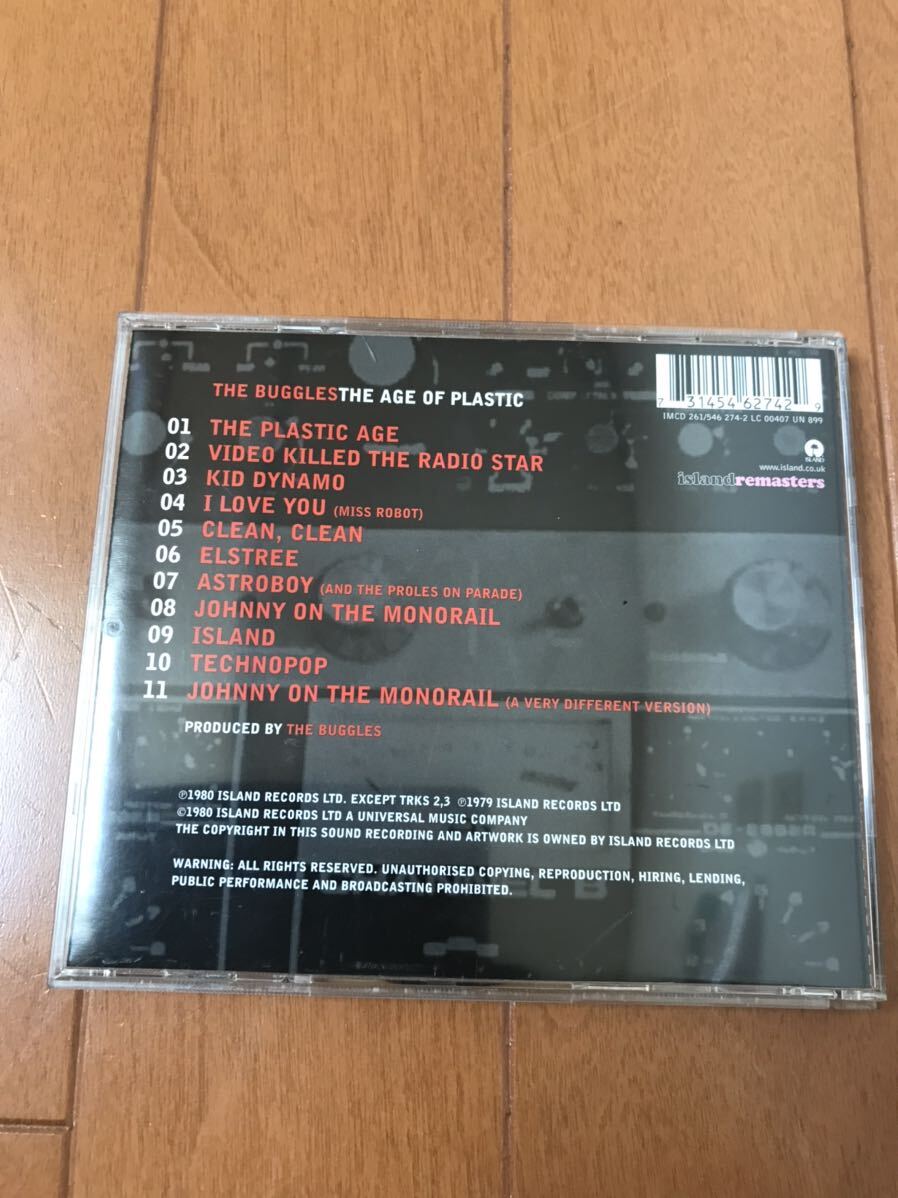 THE BUGGLESTHE AGE OF PLASTIC
01 THE PLASTIC AGE
02 VIDEO KILLED THE RADIO STAR
03 KID DYNAMO
04 I LOVE YOU (MISS ROBOT)
05 CLEAN, CLEAN
06 ELSTREE
07 ASTROBOY (AND THE PROLES ON PARADE)
08 JOHNNY ON THE MONORAIL
09 ISLAND
10 TECHNOPOP
11 JOHNNY ON THE MONORAIL (A VERY DIFFERENT VERSION)
PRODUCED BY THE BUGGLES
℗1980 ISLAND RECORDS LTD. EXCEPT TRKS 2,3 ℗1979 ISLAND RECORDS LTD
©1980 ISLAND RECORDS LTD A UNIVERSAL MUSIC COMPANY
THE COPYRIGHT IN THIS SOUND RECORDING AND ARTWORK IS OWNED BY ISLAND RECORDS LTD
WARNING: ALL RIGHTS RESERVED. UNAUTHORISED COPYING, REPRODUCTION, HIRING, LENDING,
PUBLIC PERFORMANCE AND BROADCASTING PROHIBITED.
7 31454 62742 9
IMCD 261/546 274-2 LC 00407 UN 899
ISLAND
www.island.co.uk
islandremasters